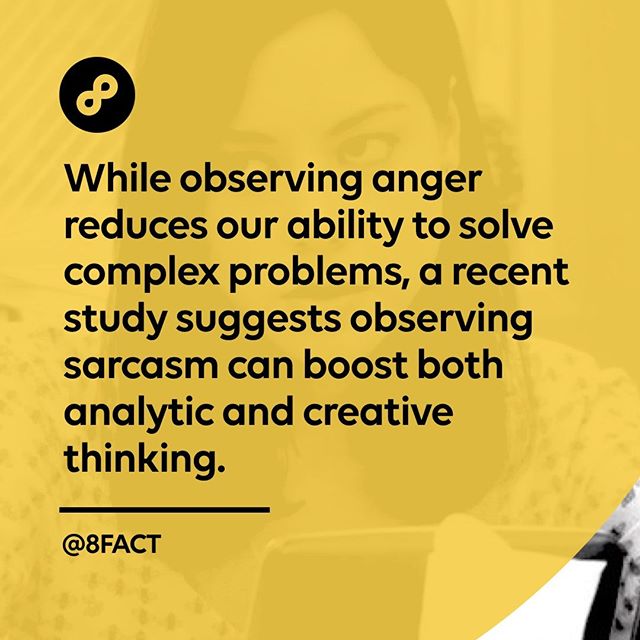 While observing anger
reduces our ability to solve
complex problems, a recent
study suggests observing
sarcasm can boost both
analytic and creative
thinking.
@8FACT